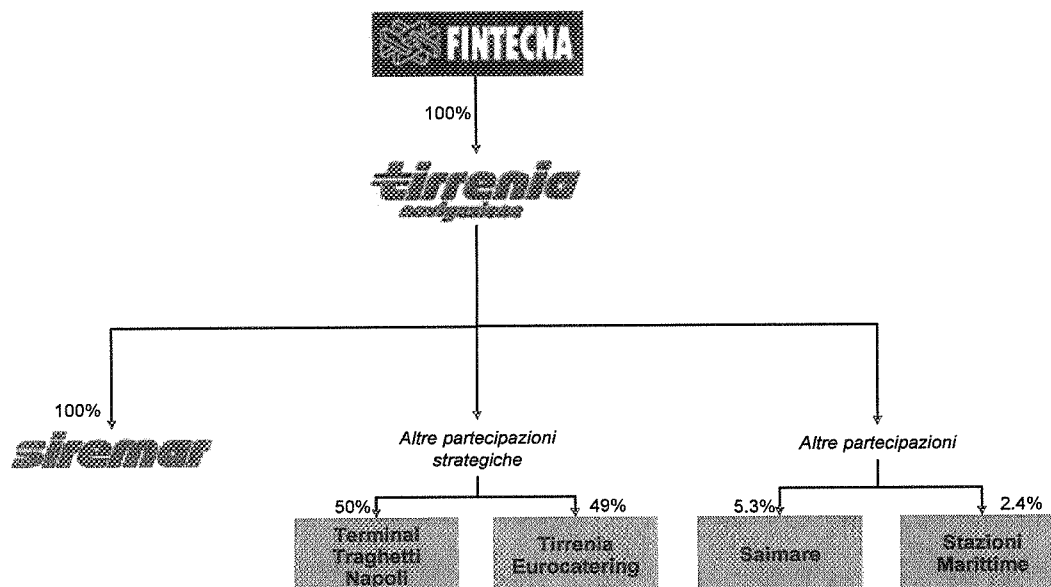 FINTECNA
100%
tirrenia
navigazione
100%
siremar
Altre partecipazioni
strategiche
Altre partecipazioni
50%
49%
5.3%
2.4%
Terminal
Traghetti
Napoli
Tirrenia
Eurocatering
Saimare
Stazioni
Marittime